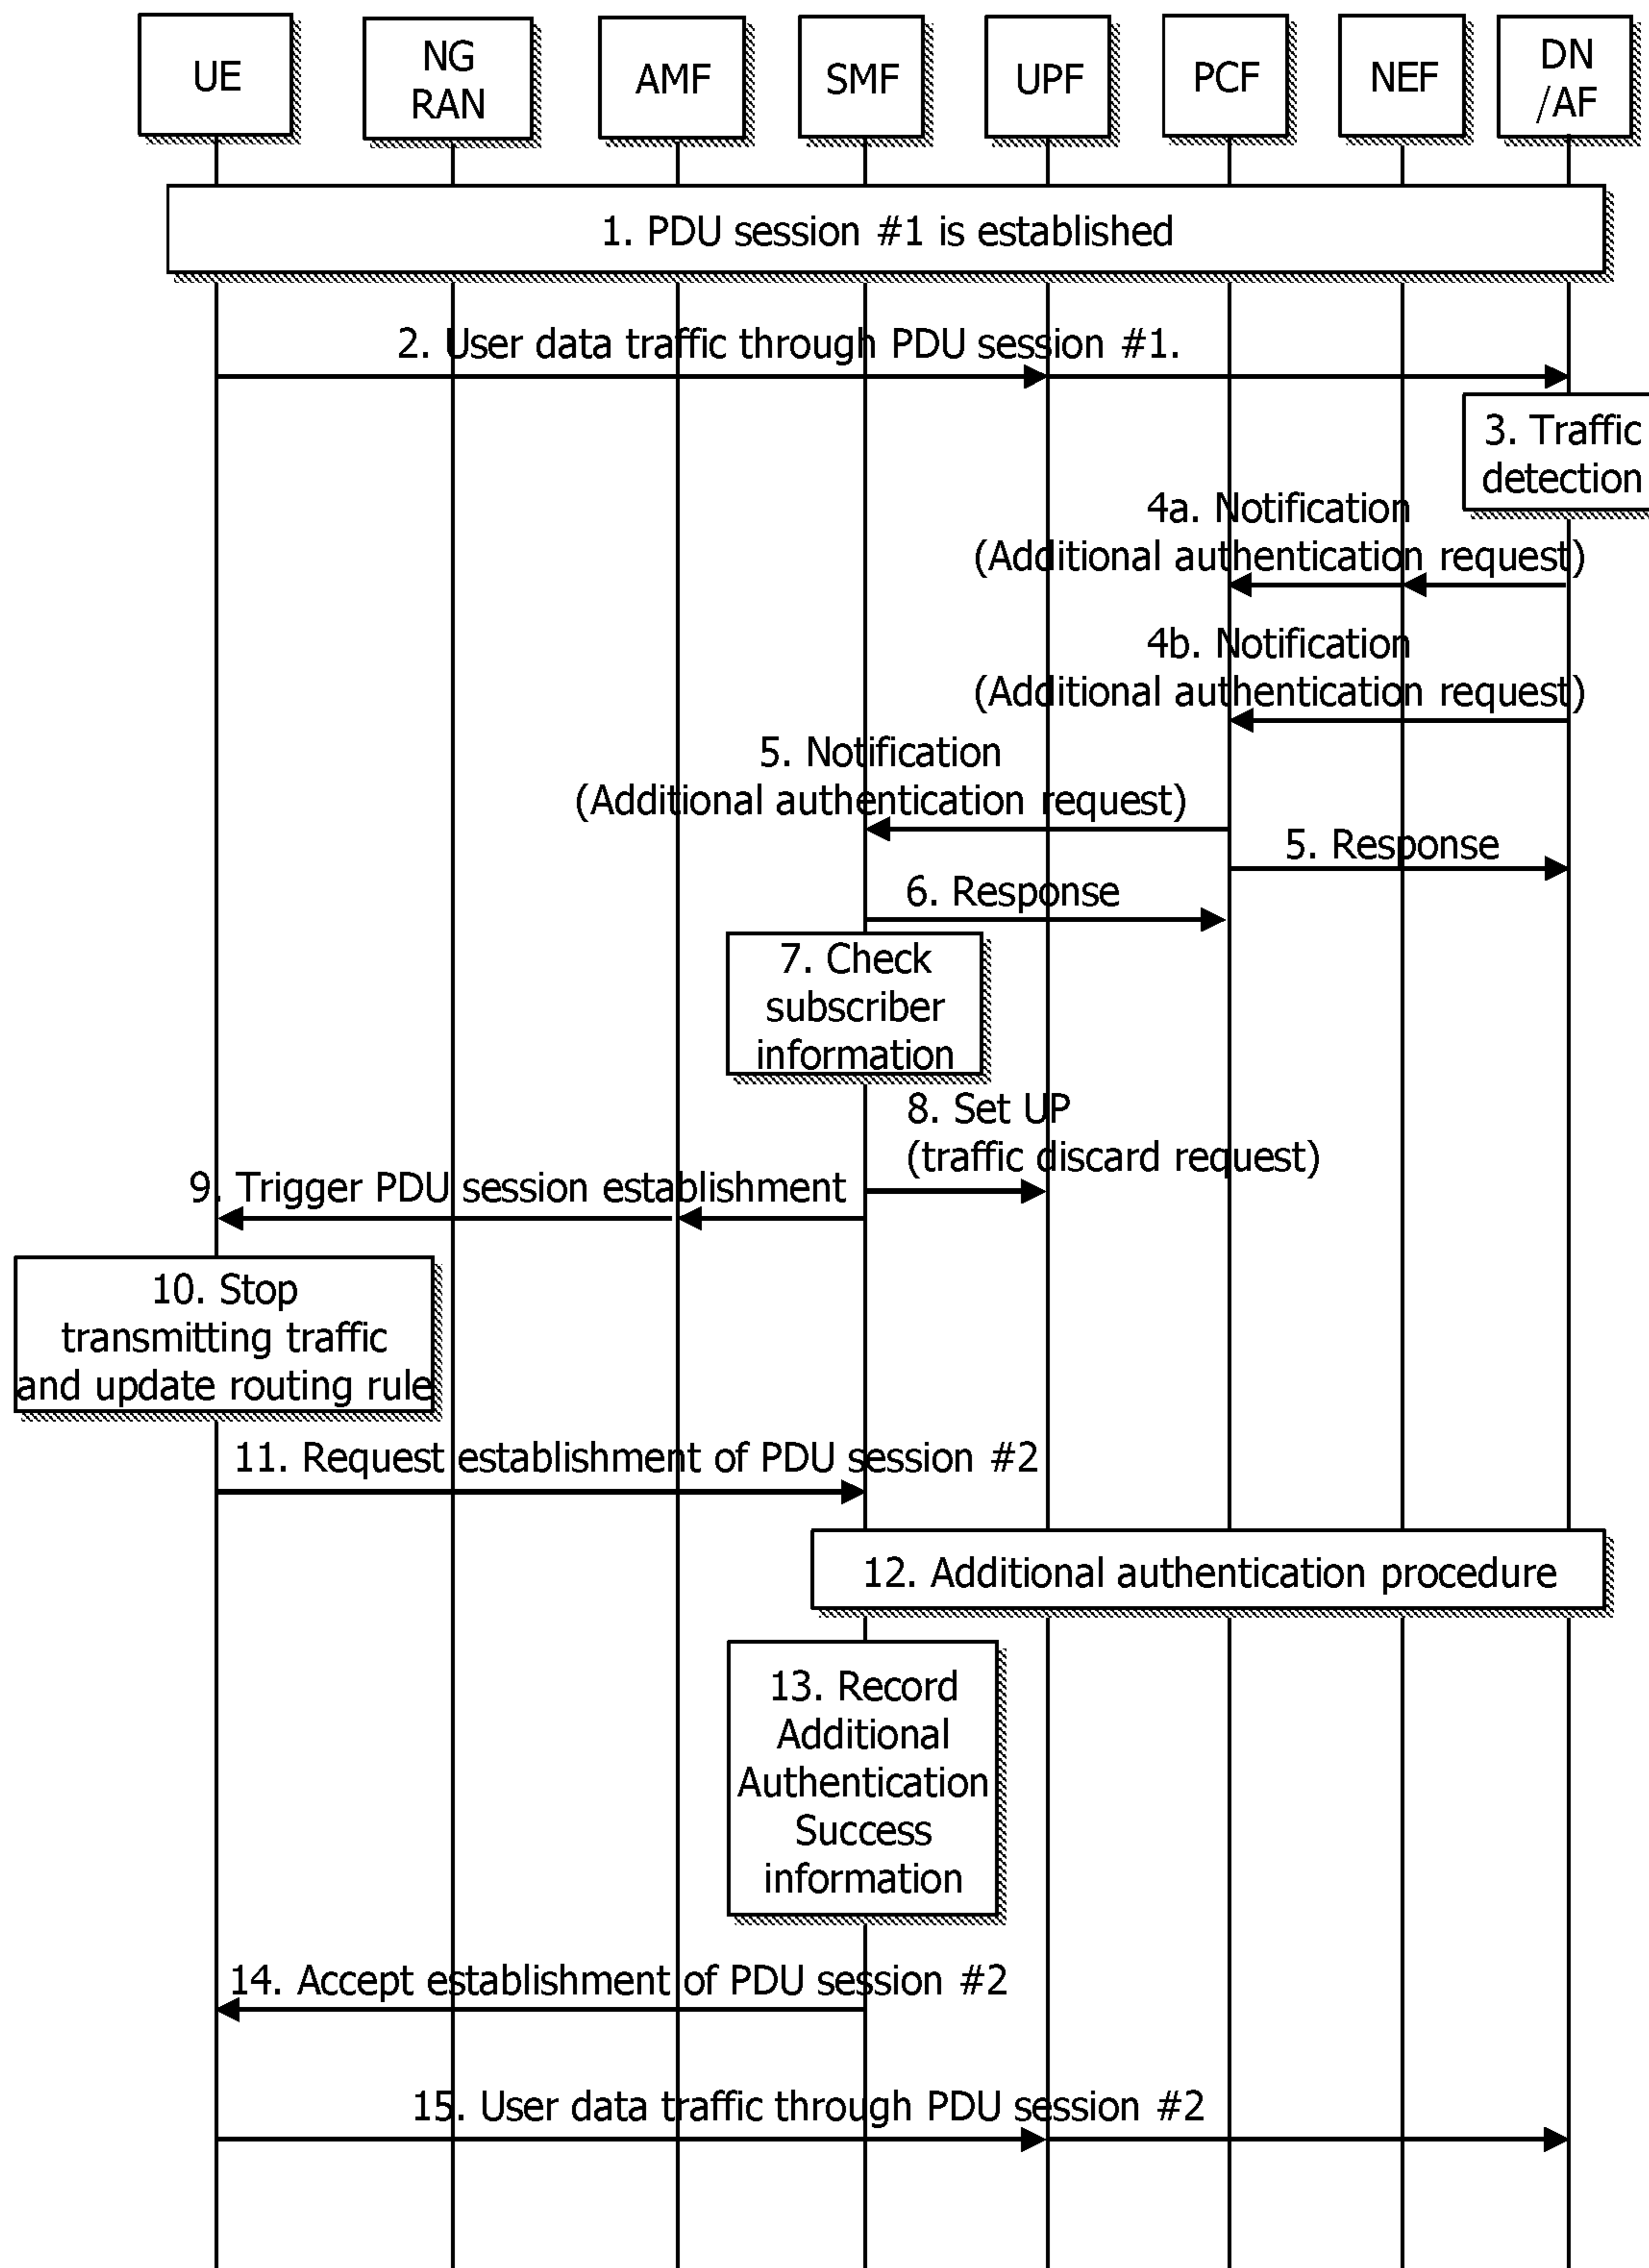 UE
NG
RAN
AMF
SMF
UPF
PCF
NEF
DN
/AF
1. PDU session #1 is established
2. User data traffic through PDU session #1.
3. Traffic
detection
4a. Notification
(Additional authentication request)
4b. Notification
(Additional authentication request)
5. Notification
(Additional authentication request)
5. Response
6. Response
7. Check
subscriber
information
8. Set UP
(traffic discard request)
9. Trigger PDU session establishment
10. Stop
transmitting traffic
and update routing rule
11. Request establishment of PDU session #2
12. Additional authentication procedure
13. Record
Additional
Authentication
Success
information
14. Accept establishment of PDU session #2
15. User data traffic through PDU session #2